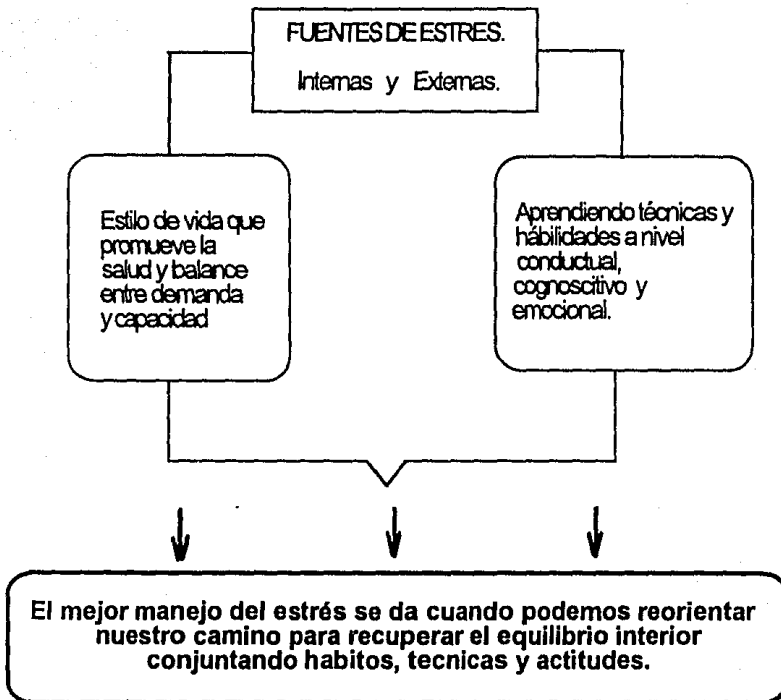 FUENTES DE ESTRES.
Internas y Externas.
Estilo de vida que
promueve la
salud y balance
entre demanda
y capacidad
Aprendiendo técnicas y
hábilidades a nivel
conductual,
cognoscitivo y
emocional.
El mejor manejo del estrés se da cuando podemos reorientar
nuestro camino para recuperar el equilibrio interior
conjuntando habitos, tecnicas y actitudes.